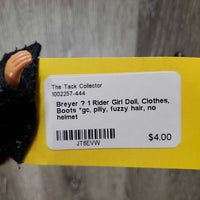 The Tack Collector
1002257-444
Breyer ? 1 Rider Girl Doll, Clothes,
Boots *gc, pilly, fuzzy hair, no
helmet
JT6EVW
$4.00